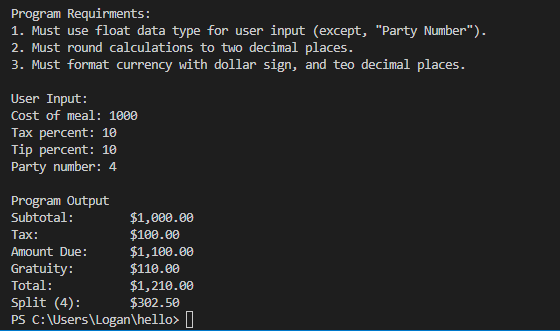 Program Requirments:
1. Must use float data type for user input (except, "Party Number").
2. Must round calculations to two decimal places.
3. Must format currency with dollar sign, and teo decimal places.
User Input:
Cost of meal: 1000
Tax percent: 10
Tip percent: 10
Party number: 4
Program Output
Subtotal: $1,000.00
Tax: $100.00
Amount Due: $1,100.00
Gratuity: $110.00
Total: $1,210.00
Split (4): $302.50
PS C:\Users\Logan\hello>